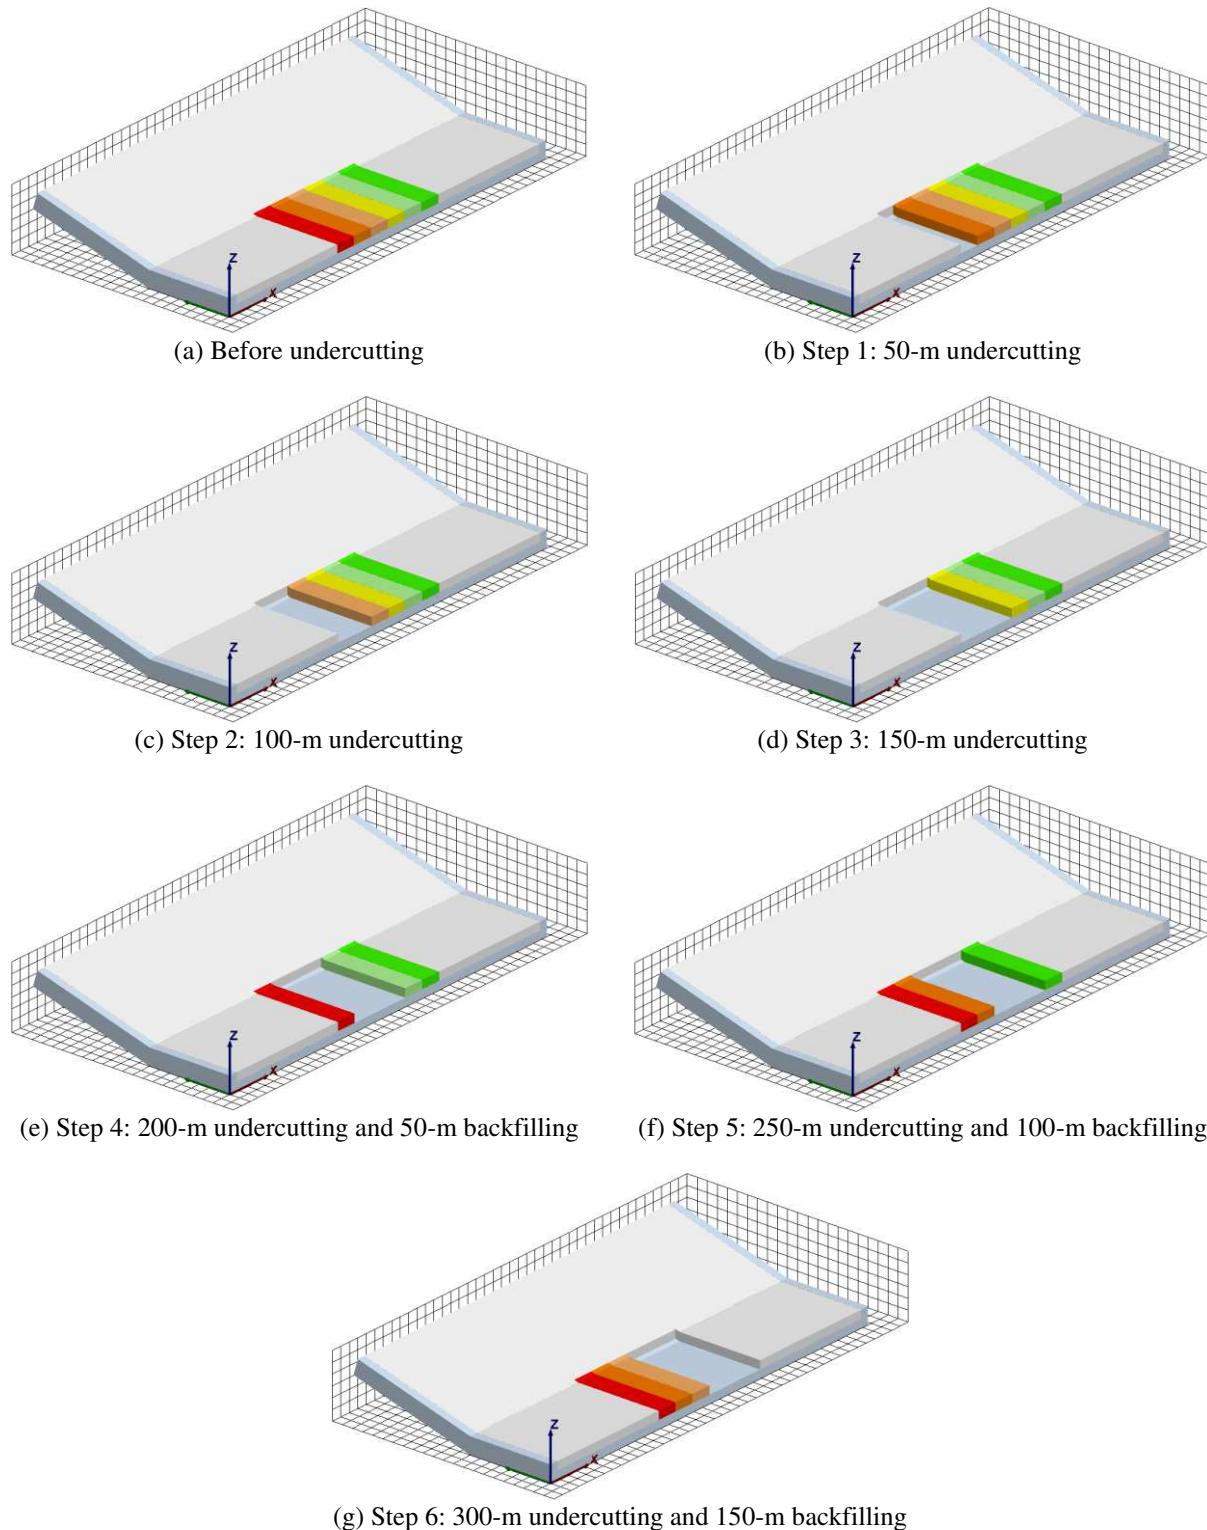 Z
X
Z
X
(a) Before undercutting
(b) Step 1: 50-m undercutting
Z
X
Z
X
(c) Step 2: 100-m undercutting
(d) Step 3: 150-m undercutting
Z
X
Z
X
(e) Step 4: 200-m undercutting and 50-m backfilling
(f) Step 5: 250-m undercutting and 100-m backfilling
Z
X
(g) Step 6: 300-m undercutting and 150-m backfilling